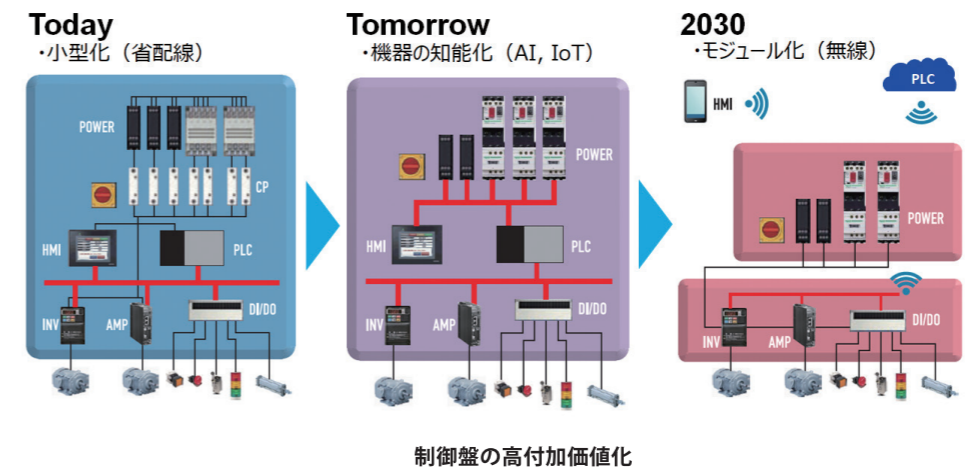 Today
・小型化（省配線）
POWER
CP
HMI
PLC
INV
AMP
DI/DO
Tomorrow
・機器の知能化（AI, IoT）
POWER
HMI
PLC
INV
AMP
DI/DO
2030
・モジュール化（無線）
HMI
PLC
POWER
INV
AMP
DI/DO
制御盤の高付加価値化